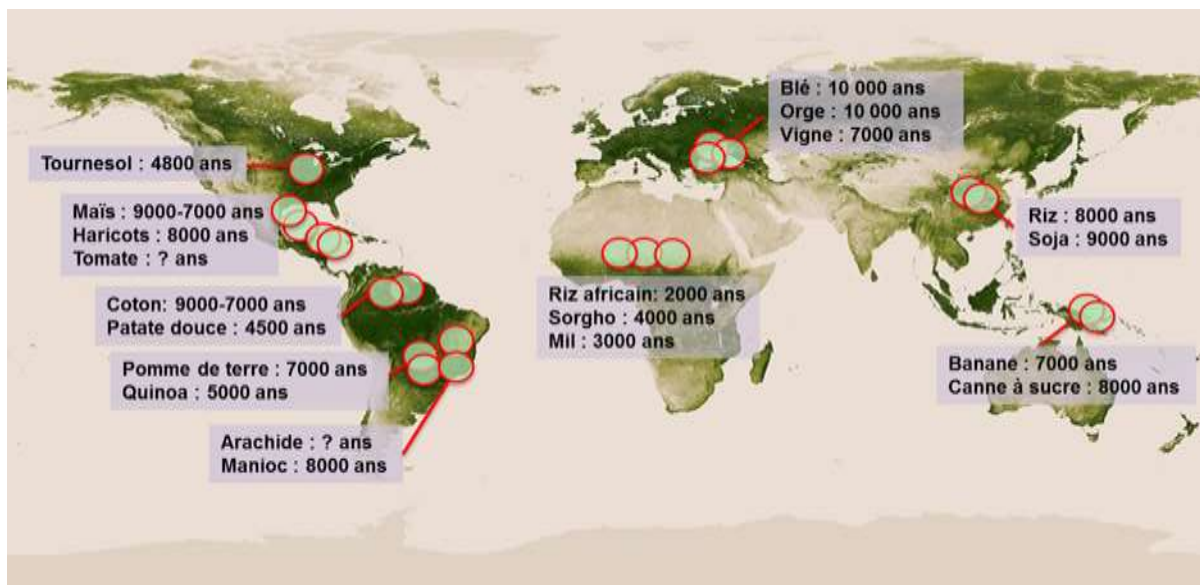 Tournesol : 4800 ans
Maïs : 9000-7000 ans
Haricots : 8000 ans
Tomate : ? ans
Coton: 9000-7000 ans
Patate douce : 4500 ans
Pomme de terre : 7000 ans
Quinoa : 5000 ans
Arachide : ? ans
Manioc : 8000 ans
Blé : 10 000 ans
Orge : 10 000 ans
Vigne : 7000 ans
Riz africain: 2000 ans
Sorgho : 4000 ans
Mil : 3000 ans
Riz : 8000 ans
Soja : 9000 ans
Banane : 7000 ans
Canne à sucre : 8000 ans